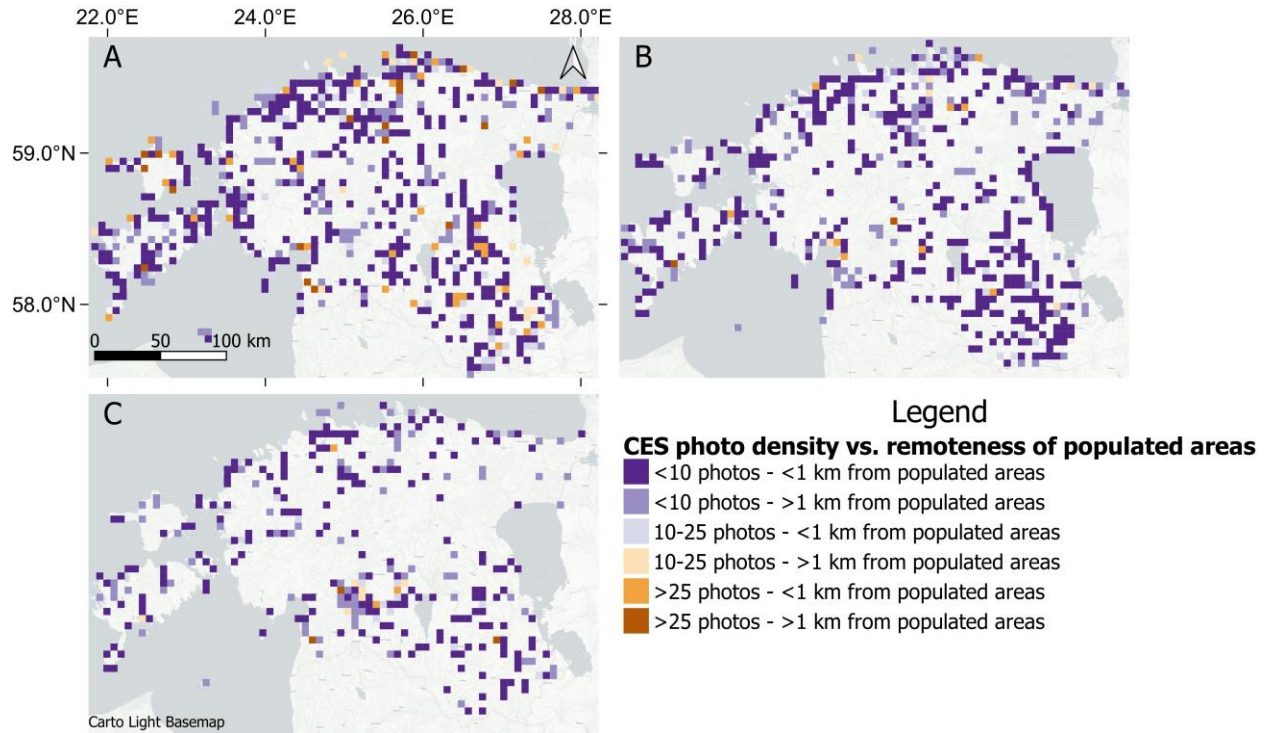 22.0°E 24.0°E 26.0°E 28.0°E
A
N
B
59.0°N
58.0°N
0 50 100 km
C
Legend
CES photo density vs. remoteness of populated areas
<10 photos - <1 km from populated areas
<10 photos - >1 km from populated areas
10-25 photos - <1 km from populated areas
10-25 photos - >1 km from populated areas
>25 photos - <1 km from populated areas
>25 photos - >1 km from populated areas
Carto Light Basemap